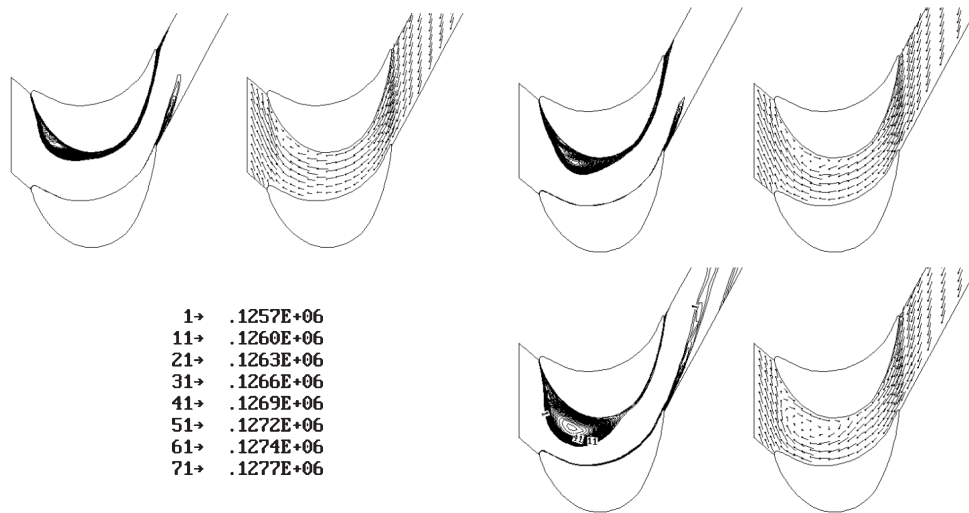 1→ .1257E+06
11→ .1260E+06
21→ .1263E+06
31→ .1266E+06
41→ .1269E+06
51→ .1272E+06
61→ .1274E+06
71→ .1277E+06
11